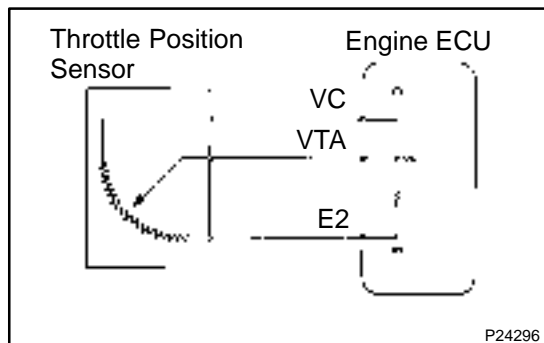 Throttle Position
Sensor
Engine ECU
VC
VTA
E2
P24296